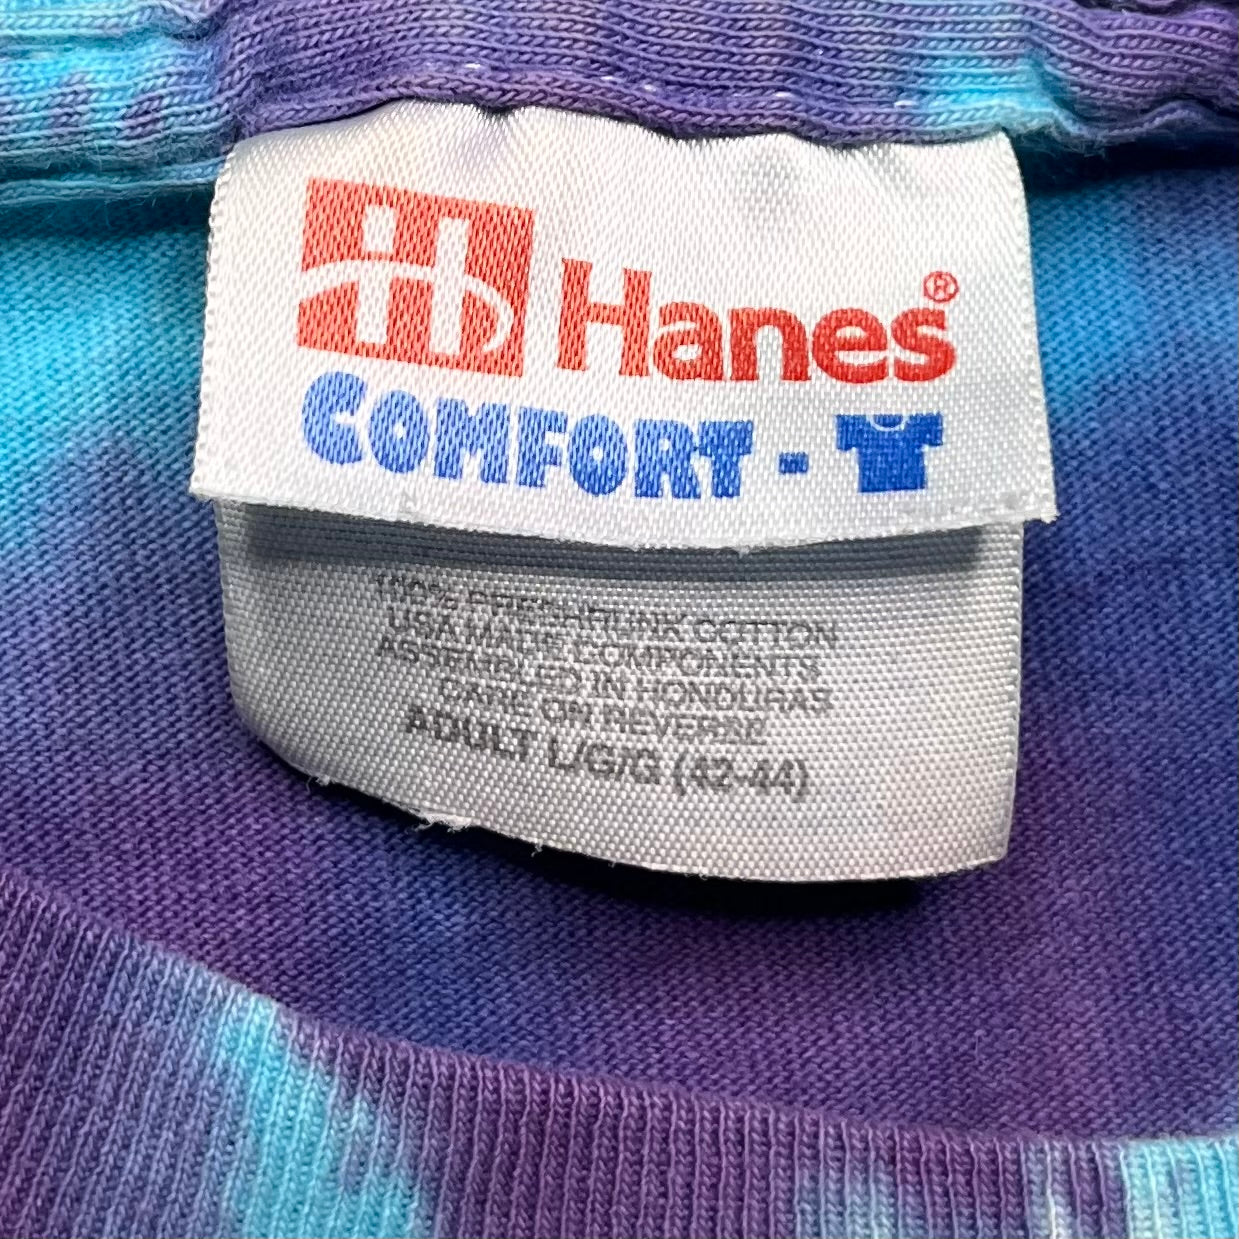 Hanes®
COMFORT -
100% PRESHRUNK COTTON
USA MADE COMPONENTS
ASSEMBLED IN HONDURAS
CARE ON REVERSE
ADULT L/G/G (42-44)